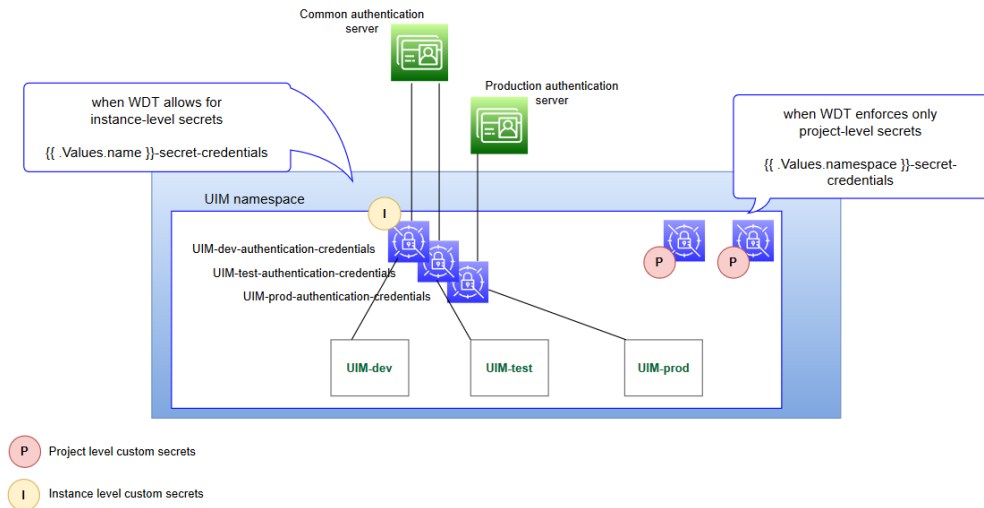 Common authentication
server
Production authentication
server
when WDT allows for
instance-level secrets
{{ .Values.name }}-secret-credentials
when WDT enforces only
project-level secrets
{{ .Values.namespace }}-secret-
credentials
UIM namespace
I
UIM-dev-authentication-credentials
UIM-test-authentication-credentials
UIM-prod-authentication-credentials
P
P
UIM-dev
UIM-test
UIM-prod
P Project level custom secrets
I Instance level custom secrets